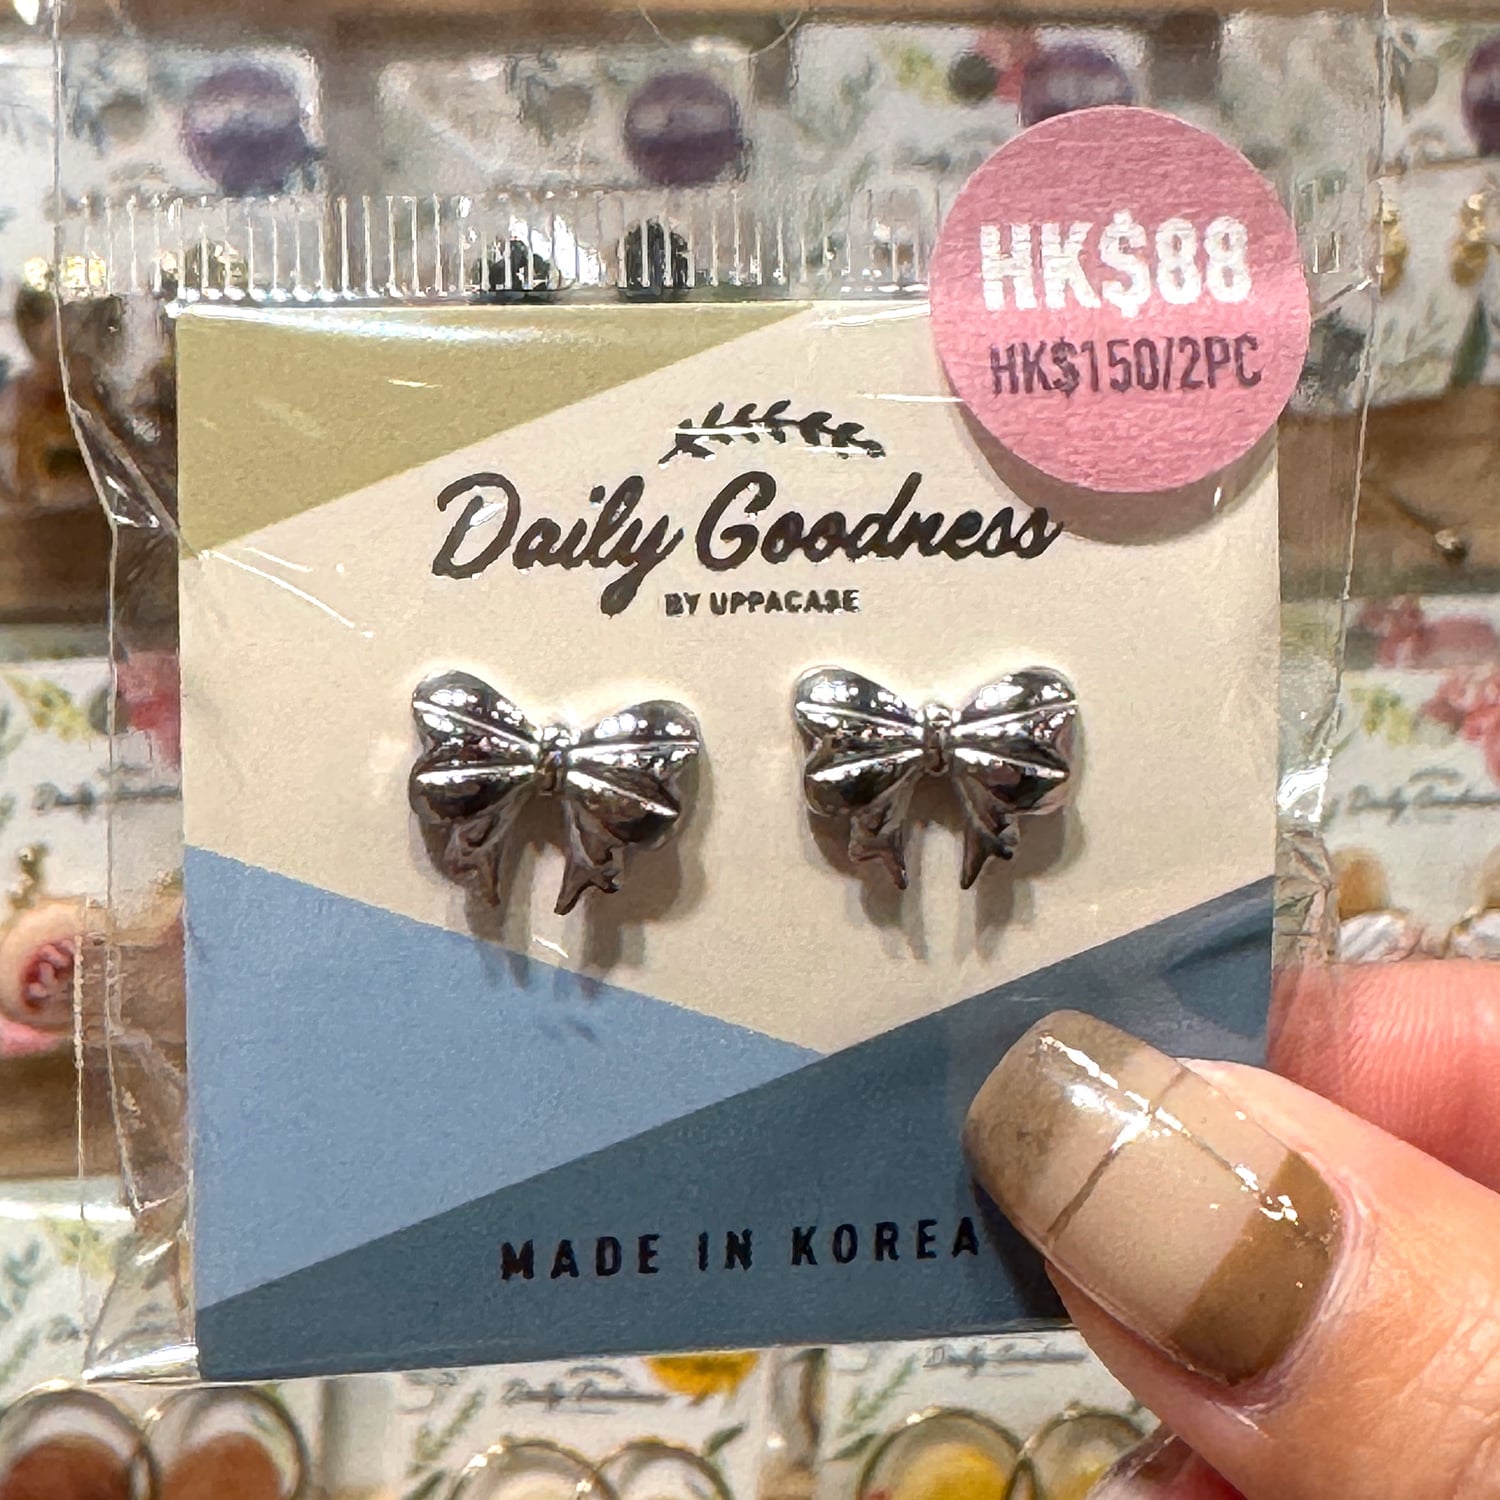 HK$88
HK$150/2PC
Daily Goodness
BY UPPACASE
MADE IN KOREA